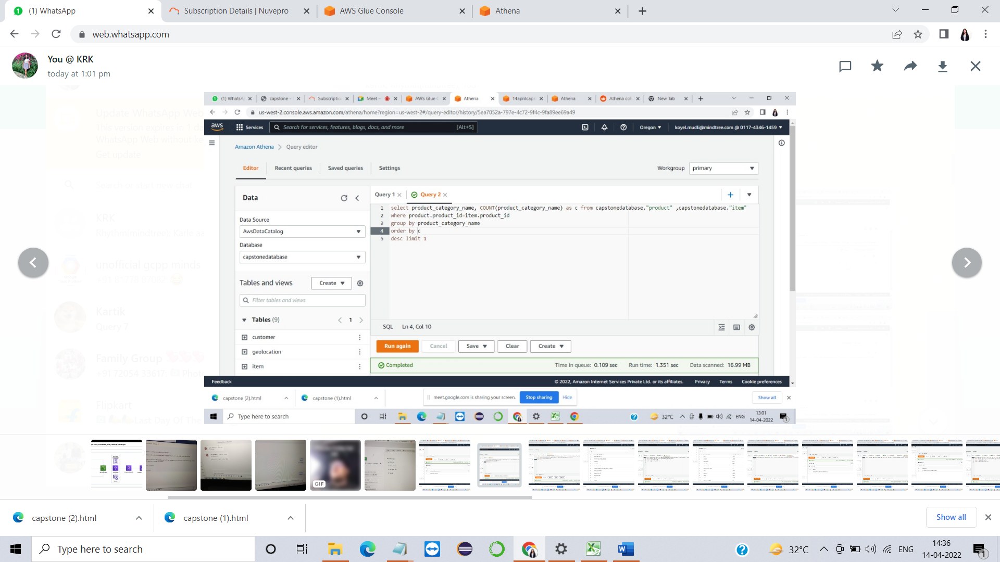 (1) WhatsApp
Subscription Details | Nuvepro
AWS Glue Console
Athena
web.whatsapp.com
You @ KRK
today at 1:01 pm
Update WhatsApp Web
This version expires in 1 da
WhatsApp Web without ke
Get update
Search or start new chat
KRK
Rhythm(mindtree): Karle aa
unofficial gcpp minds
Kartik
Query 7
Family Group
+91 72054 33617: Photo
Flipkart
Last Day Of The
(1) WhatsA
capstone -
Subscriptio
Meet –
AWS Glue C
Athena
14aprilcaps
Athena
Athena col
New Tab
us-west-2.console.aws.amazon.com/athena/home?region=us-west-2#/query-editor/history/5ea7052a-797e-4c72-9f4c-9fa89ee69a49
aws
Services
Search for services, features, blogs, docs, and more
[Alt+S]
Oregon
koyel.mudli@mindtree.com @ 0117-4346-1459
Amazon Athena
Query editor
Editor
Recent queries
Saved queries
Settings
Workgroup
primary
Data
Query 1
Query 2
Data Source
AwsDataCatalog
Database
capstonedatabase
1 select product_category_name, COUNT(product_category_name) as c from capstonedatabase."product" ,capstonedatabase."item"
2 where product.product_id=item.product_id
3 group by product_category_name
4 order by c
5 desc limit 1
Tables and views
Create
Filter tables and views
Tables (9)
1
customer
geolocation
item
SQL
Ln 4, Col 10
Run again
Cancel
Save
Clear
Create
Completed
Time in queue: 0.109 sec
Run time: 1.351 sec
Data scanned: 16.99 MB
Feedback
© 2022, Amazon Internet Services Private Ltd. or its affiliates.
Privacy
Terms
Cookie preferences
capstone (2).html
capstone (1).html
meet.google.com is sharing your screen.
Stop sharing
Hide
Show all
Type here to search
32°C
ENG
13:01
14-04-2022
1
GIF
capstone (2).html
capstone (1).html
Show all
Type here to search
32°C
ENG
14:36
14-04-2022
1